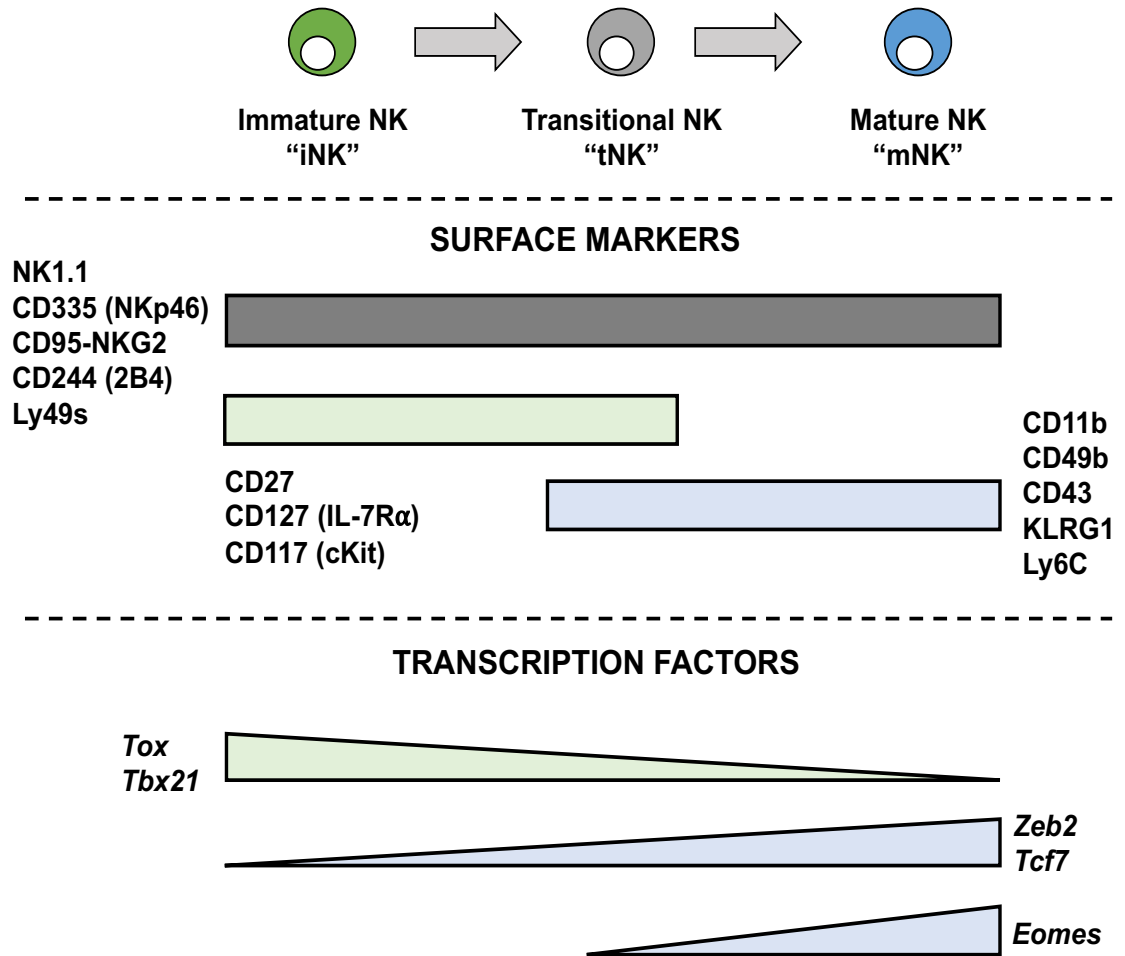 Immature NK
“iNK”
Transitional NK
“tNK”
Mature NK
“mNK”
SURFACE MARKERS
NK1.1
CD335 (NKp46)
CD95-NKG2
CD244 (2B4)
Ly49s
CD27
CD127 (IL-7Rα)
CD117 (cKit)
CD11b
CD49b
CD43
KLRG1
Ly6C
TRANSCRIPTION FACTORS
Tox
Tbx21
Zeb2
Tcf7
Eomes